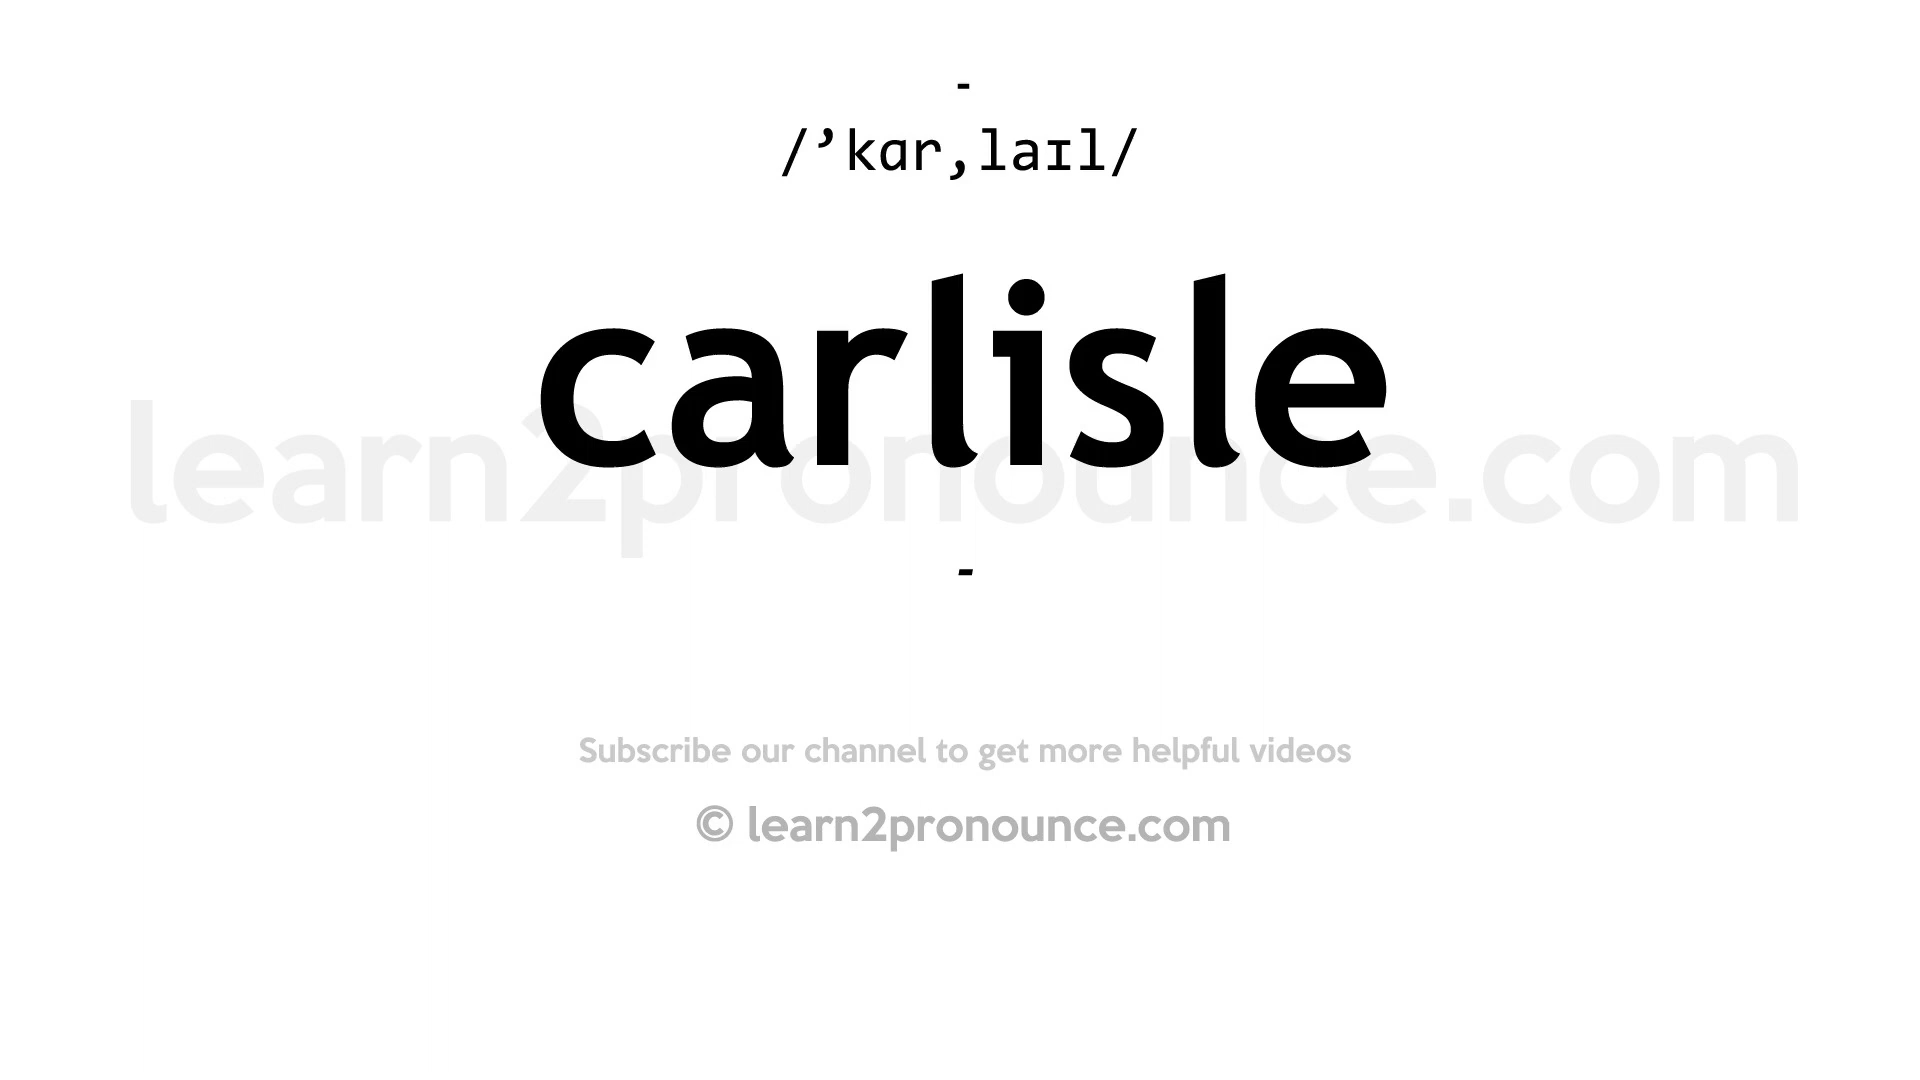 -
/’kɑr,laɪl/
carlisle
learn2pronounce.com
-
Subscribe our channel to get more helpful videos
© learn2pronounce.com